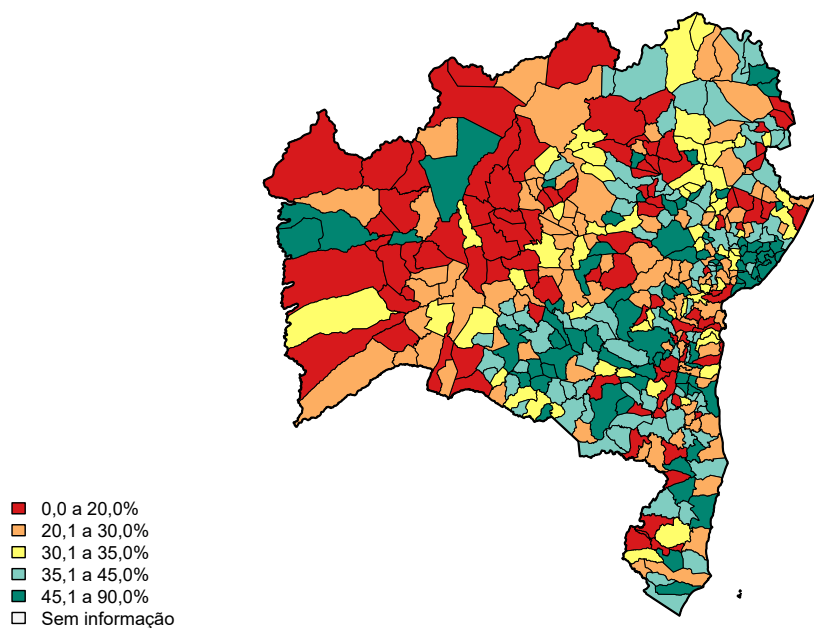 0,0 a 20,0%
20,1 a 30,0%
30,1 a 35,0%
35,1 a 45,0%
45,1 a 90,0%
Sem informação